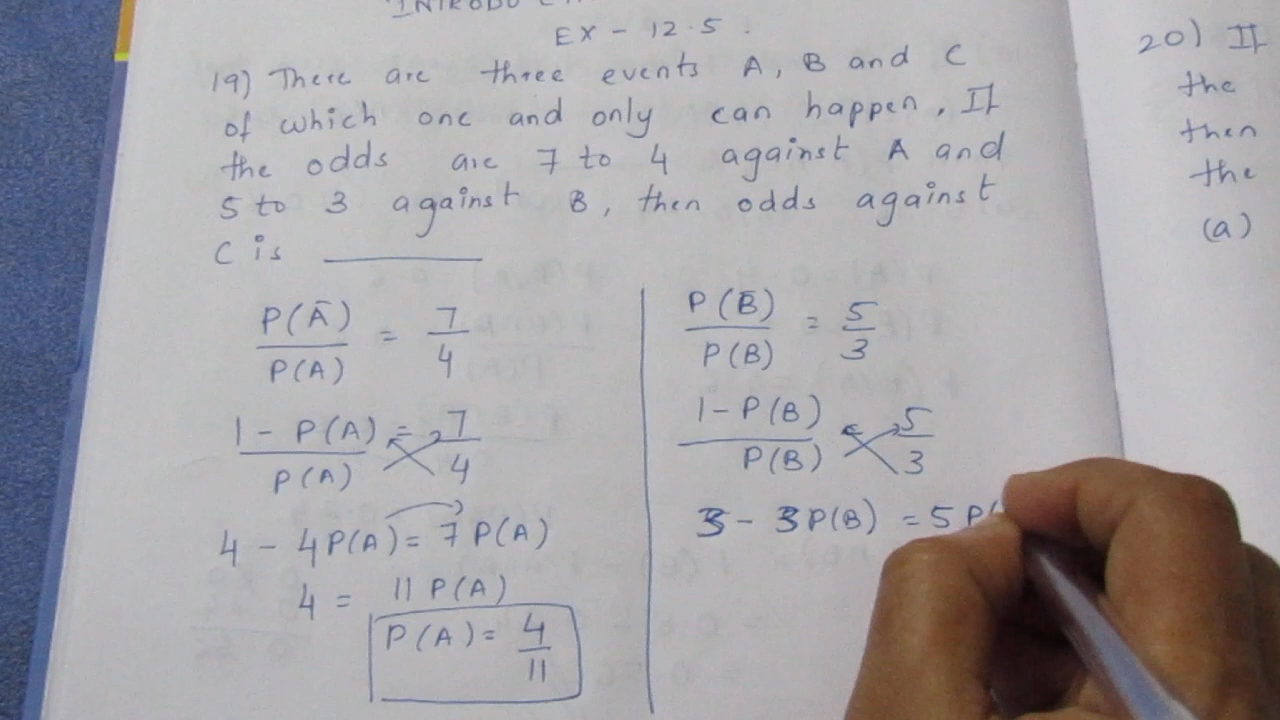 EX - 12.5.
19) There are three events A, B and C
of which one and only can happen. If
the odds are 7 to 4 against A and
5 to 3 against B, then odds against
C is ________
P(Ā)/P(A) = 7/4
1 - P(A)/P(A) = 7/4
4 - 4P(A) = 7P(A)
4 = 11 P(A)
P(A) = 4/11
P(B̄)/P(B) = 5/3
1 - P(B)/P(B) = 5/3
3 - 3P(B) = 5P(
20) If
the
then
the
(a)